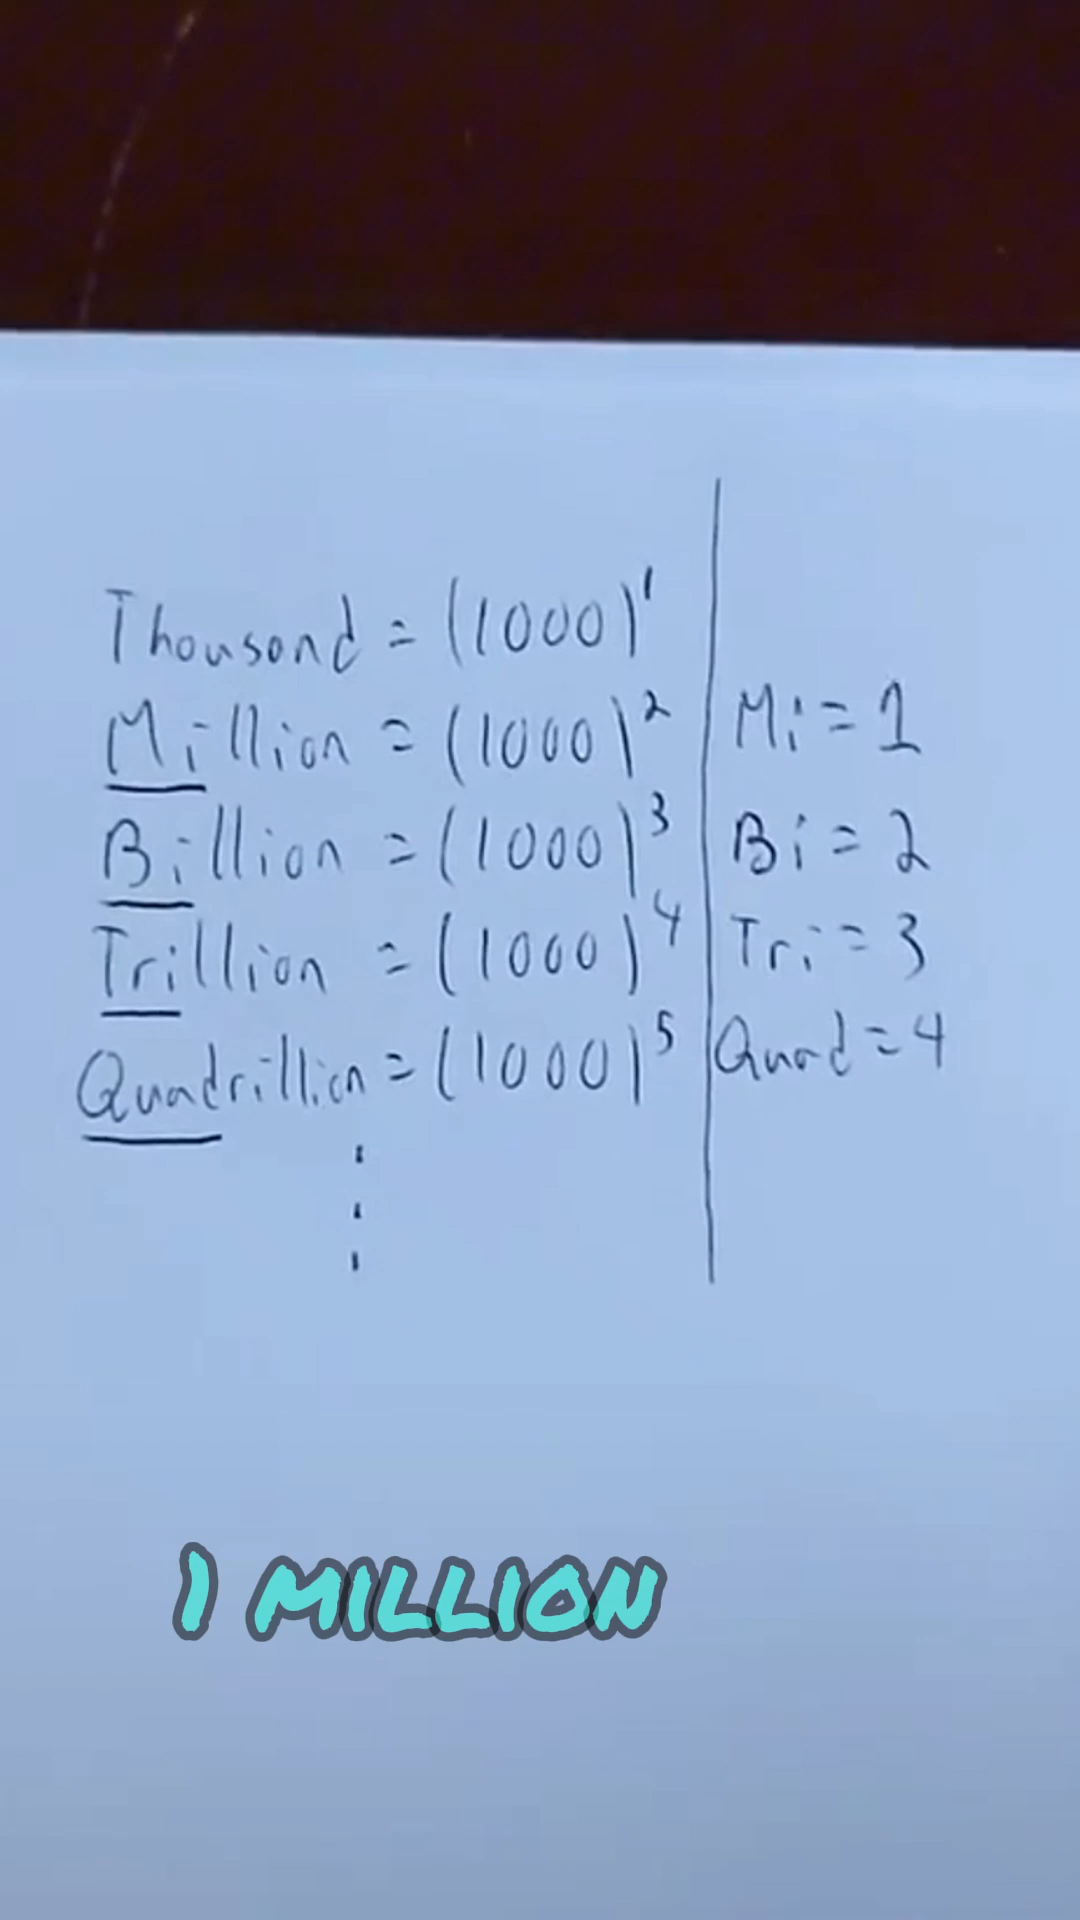 Thousand = (1000)¹
Million = (1000)² Mi = 1
Billion = (1000)³ Bi = 2
Trillion = (1000)⁴ Tri = 3
Quadrillion = (1000)⁵ Quad = 4
1 MILLION